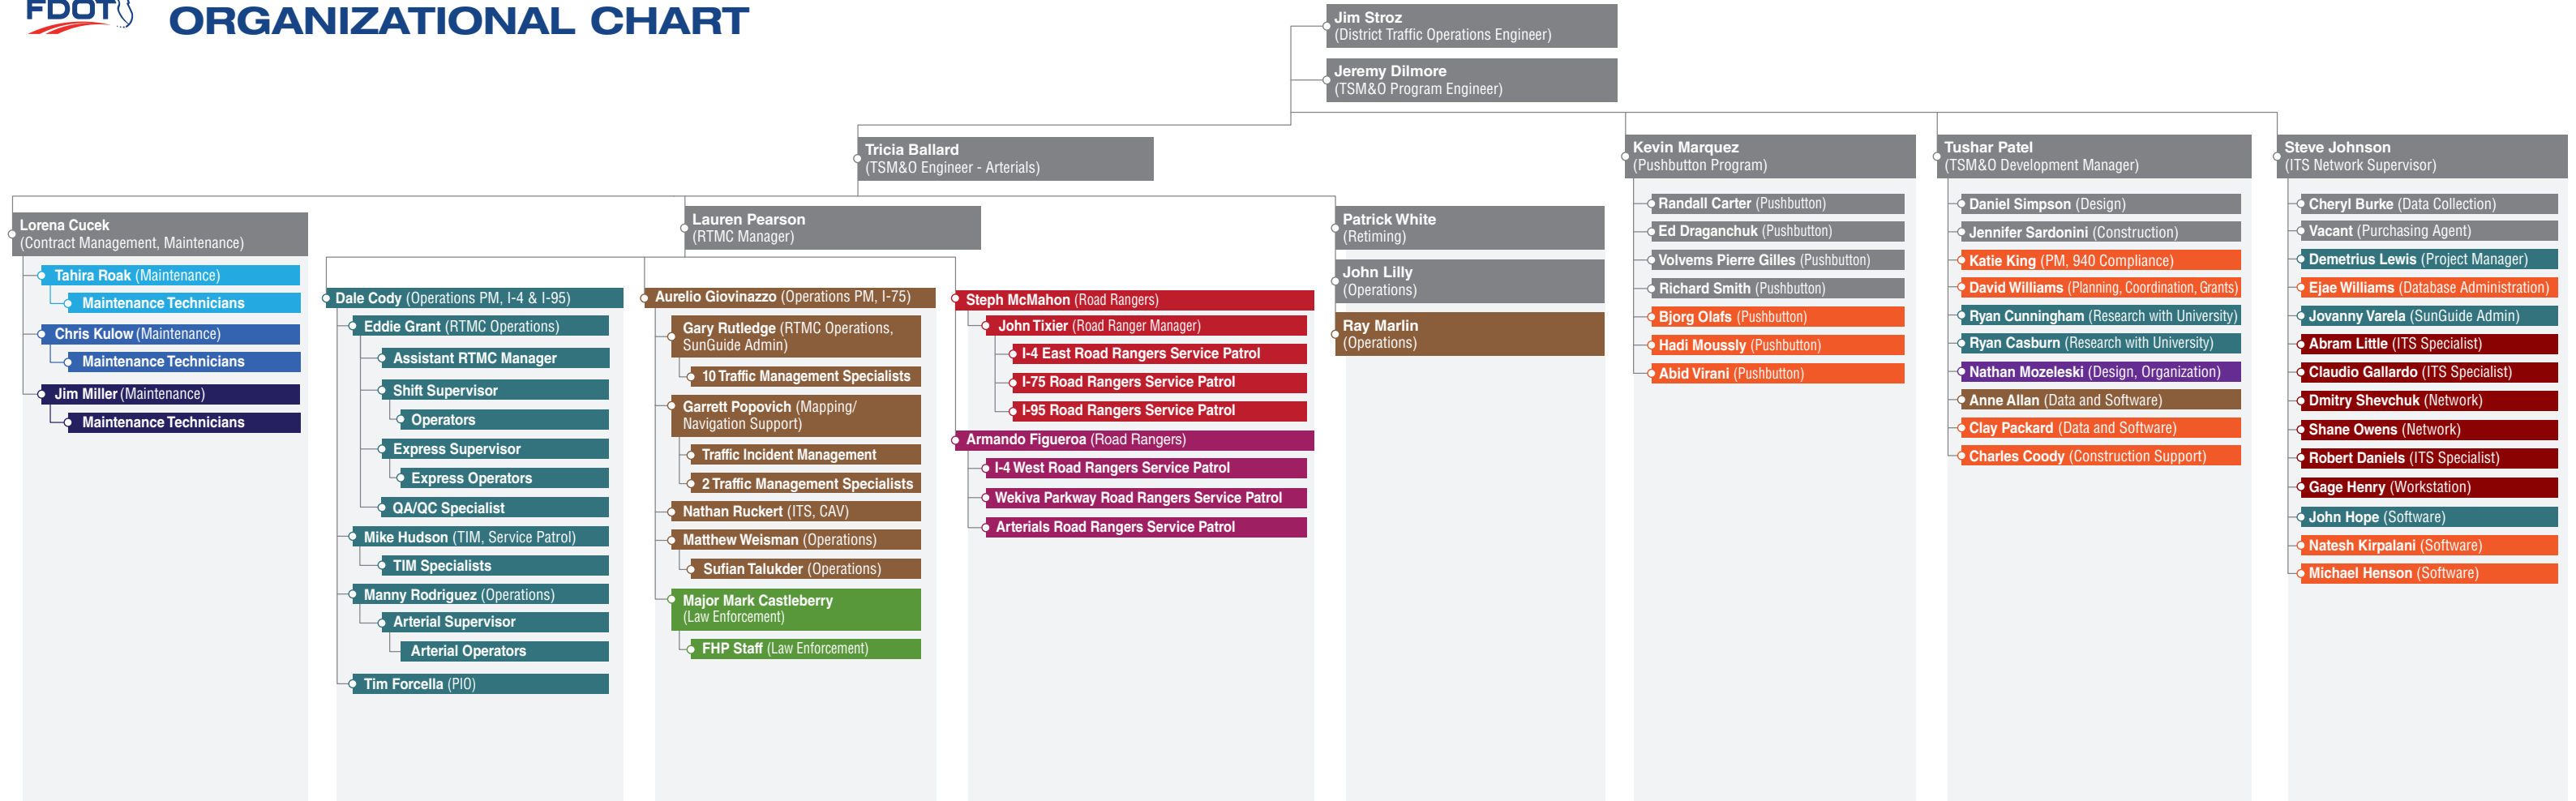 FDOT
ORGANIZATIONAL CHART
Jim Stroz
(District Traffic Operations Engineer)
Jeremy Dilmore
(TSM&O Program Engineer)
Tricia Ballard
(TSM&O Engineer - Arterials)
Lorena Cucek
(Contract Management, Maintenance)
Tahira Roak (Maintenance)
Maintenance Technicians
Chris Kulow (Maintenance)
Maintenance Technicians
Jim Miller (Maintenance)
Maintenance Technicians
Lauren Pearson
(RTMC Manager)
Dale Cody (Operations PM, I-4 & I-95)
Eddie Grant (RTMC Operations)
Assistant RTMC Manager
Shift Supervisor
Operators
Express Supervisor
Express Operators
QA/QC Specialist
Mike Hudson (TIM, Service Patrol)
TIM Specialists
Manny Rodriguez (Operations)
Arterial Supervisor
Arterial Operators
Tim Forcella (PIO)
Aurelio Giovinazzo (Operations PM, I-75)
Gary Rutledge (RTMC Operations,
SunGuide Admin)
10 Traffic Management Specialists
Garrett Popovich (Mapping/
Navigation Support)
Traffic Incident Management
2 Traffic Management Specialists
Nathan Ruckert (ITS, CAV)
Matthew Weisman (Operations)
Sufian Talukder (Operations)
Major Mark Castleberry
(Law Enforcement)
FHP Staff (Law Enforcement)
Steph McMahon (Road Rangers)
John Tixier (Road Ranger Manager)
I-4 East Road Rangers Service Patrol
I-75 Road Rangers Service Patrol
I-95 Road Rangers Service Patrol
Armando Figueroa (Road Rangers)
I-4 West Road Rangers Service Patrol
Wekiva Parkway Road Rangers Service Patrol
Arterials Road Rangers Service Patrol
Patrick White
(Retiming)
John Lilly
(Operations)
Ray Marlin
(Operations)
Kevin Marquez
(Pushbutton Program)
Randall Carter (Pushbutton)
Ed Draganchuk (Pushbutton)
Volvems Pierre Gilles (Pushbutton)
Richard Smith (Pushbutton)
Bjorg Olafs (Pushbutton)
Hadi Moussly (Pushbutton)
Abid Virani (Pushbutton)
Tushar Patel
(TSM&O Development Manager)
Daniel Simpson (Design)
Jennifer Sardonini (Construction)
Katie King (PM, 940 Compliance)
David Williams (Planning, Coordination, Grants)
Ryan Cunningham (Research with University)
Ryan Casburn (Research with University)
Nathan Mozeleski (Design, Organization)
Anne Allan (Data and Software)
Clay Packard (Data and Software)
Charles Coody (Construction Support)
Steve Johnson
(ITS Network Supervisor)
Cheryl Burke (Data Collection)
Vacant (Purchasing Agent)
Demetrius Lewis (Project Manager)
Ejae Williams (Database Administration)
Jovanny Varela (SunGuide Admin)
Abram Little (ITS Specialist)
Claudio Gallardo (ITS Specialist)
Dmitry Shevchuk (Network)
Shane Owens (Network)
Robert Daniels (ITS Specialist)
Gage Henry (Workstation)
John Hope (Software)
Natesh Kirpalani (Software)
Michael Henson (Software)